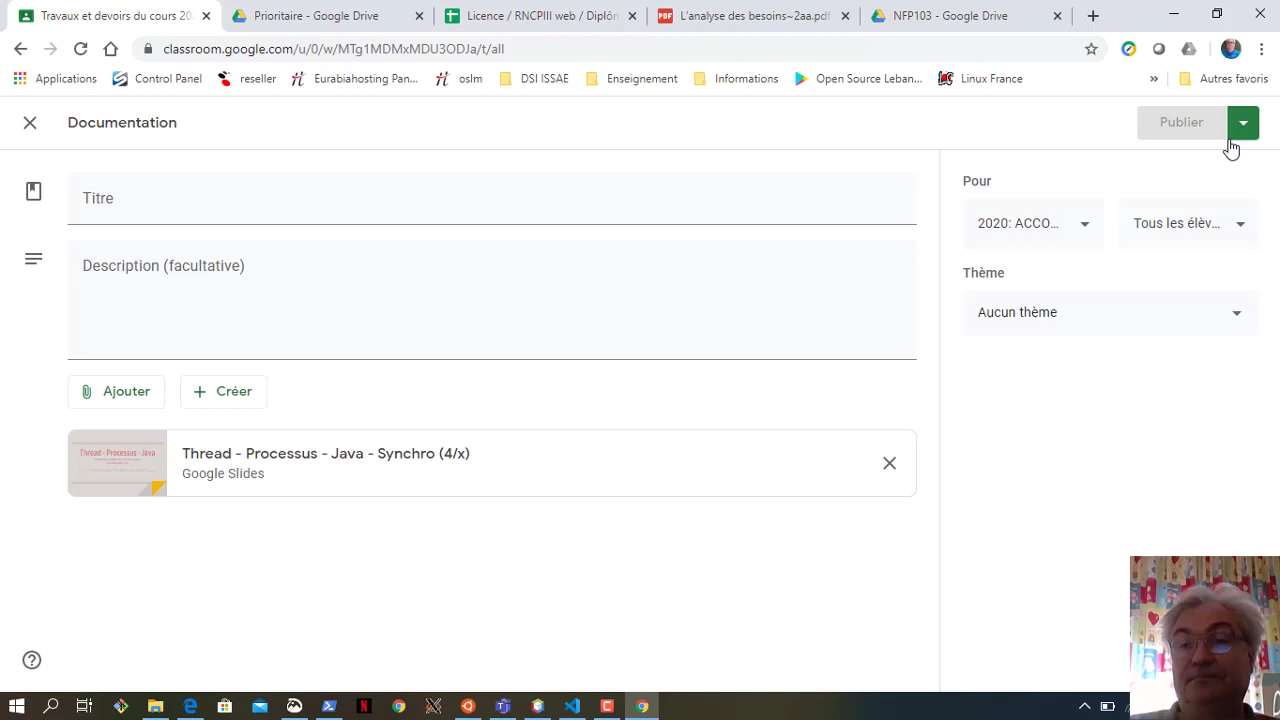 Travaux et devoirs du cours 202
Prioritaire - Google Drive
Licence / RNCPIII web / Diplôm
L'analyse des besoins~2aa.pdf
NFP105 - Google Drive
classroom.google.com/u/0/w/MTg1MDMxMDU3ODJa/t/all
Applications
Control Panel
reseller
Eurabiahosting Pan...
oslm
DSI ISSAE
Enseignement
Informations
Open Source Leban...
Linux France
»
Autres favoris
Documentation
Publier
Titre
Description (facultative)
Ajouter
Créer
Thread - Processus - Java
Thread - Processus - Java - Synchro (4/x)
Google Slides
Pour
2020: ACCO...
Tous les élèv...
Thème
Aucun thème